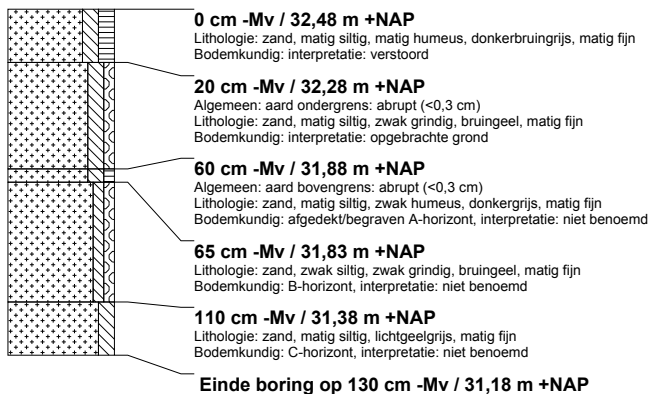 0 cm -Mv / 32,48 m +NAP
Lithologie: zand, matig siltig, matig humeus, donkerbruingrijs, matig fijn
Bodemkundig: interpretatie: verstoord
20 cm -Mv / 32,28 m +NAP
Algemeen: aard ondergrens: abrupt (<0,3 cm)
Lithologie: zand, matig siltig, zwak grindig, bruingeel, matig fijn
Bodemkundig: interpretatie: opgebrachte grond
60 cm -Mv / 31,88 m +NAP
Algemeen: aard bovengrens: abrupt (<0,3 cm)
Lithologie: zand, matig siltig, zwak humeus, donkergrijs, matig fijn
Bodemkundig: afgedekt/begraven A-horizont, interpretatie: niet benoemd
65 cm -Mv / 31,83 m +NAP
Lithologie: zand, zwak siltig, zwak grindig, bruingeel, matig fijn
Bodemkundig: B-horizont, interpretatie: niet benoemd
110 cm -Mv / 31,38 m +NAP
Lithologie: zand, matig siltig, lichtgeelgrijs, matig fijn
Bodemkundig: C-horizont, interpretatie: niet benoemd
Einde boring op 130 cm -Mv / 31,18 m +NAP